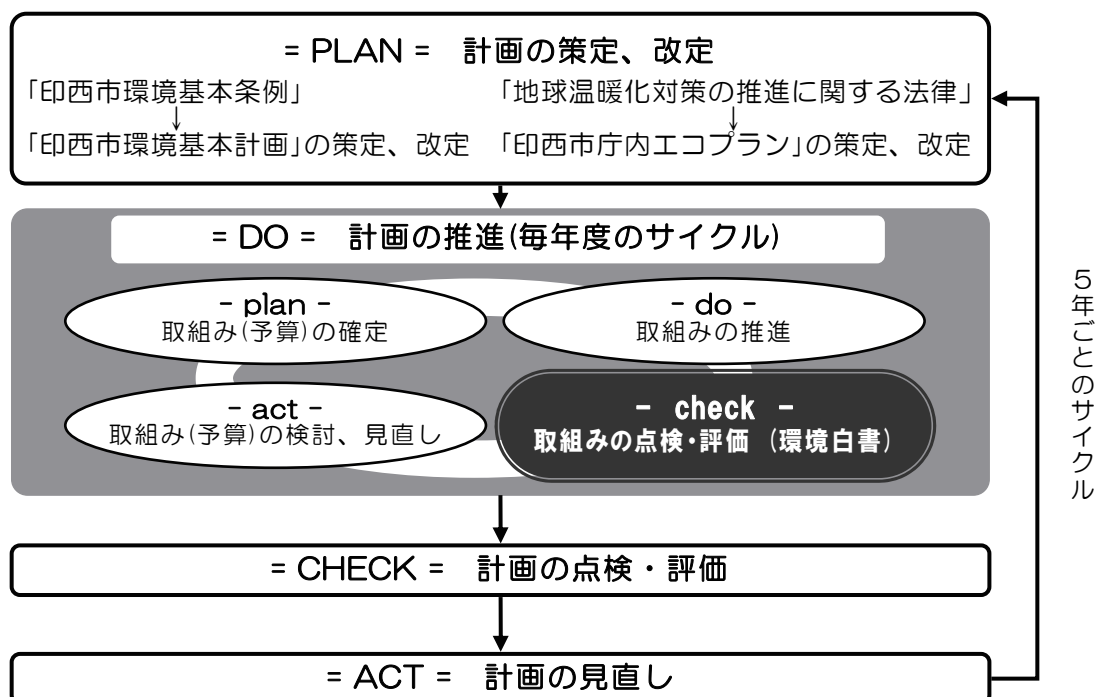 = PLAN = 計画の策定、改定
「印西市環境基本条例」 「地球温暖化対策の推進に関する法律」
↓ ↓
「印西市環境基本計画」の策定、改定 「印西市庁内エコプラン」の策定、改定
= DO = 計画の推進(毎年度のサイクル)
- plan -
取組み(予算)の確定
- do -
取組みの推進
- act -
取組み(予算)の検討、見直し
- check -
取組みの点検・評価 (環境白書)
= CHECK = 計画の点検・評価
= ACT = 計画の見直し
5年ごとのサイクル